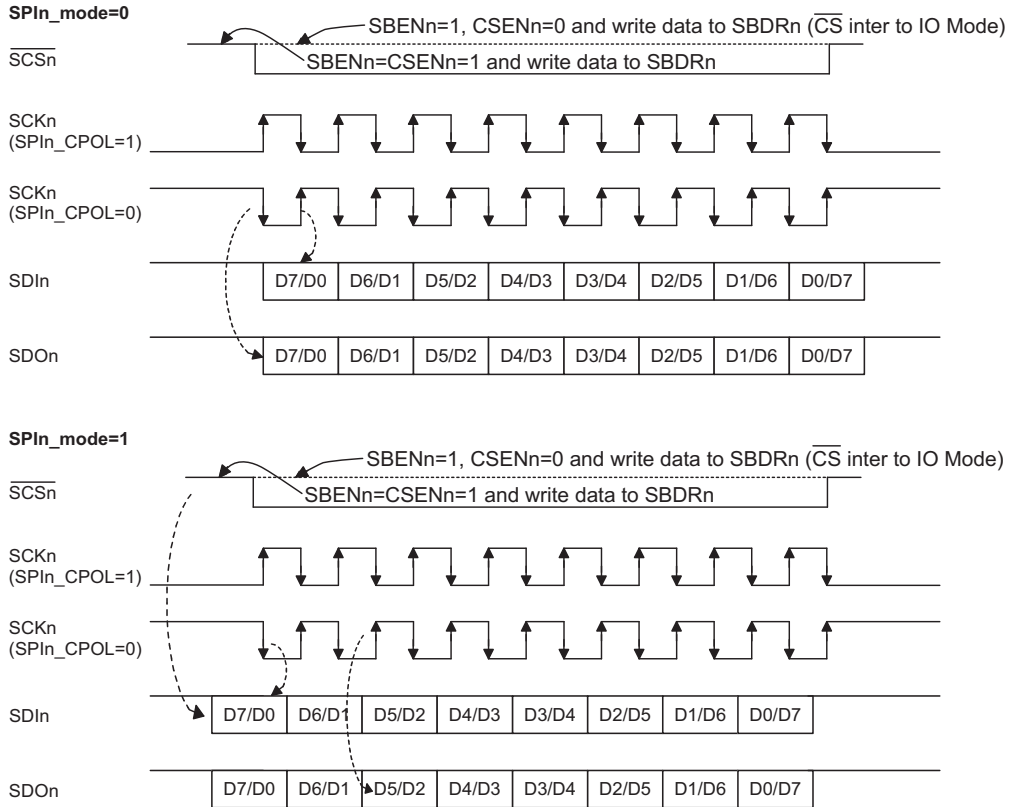 SPIn_mode=0
SBENn=1, CSENn=0 and write data to SBDRn (CS inter to IO Mode)
SCSn
SBENn=CSENn=1 and write data to SBDRn
SCKn
(SPIn_CPOL=1)
SCKn
(SPIn_CPOL=0)
SDIn D7/D0 D6/D1 D5/D2 D4/D3 D3/D4 D2/D5 D1/D6 D0/D7
SDOn D7/D0 D6/D1 D5/D2 D4/D3 D3/D4 D2/D5 D1/D6 D0/D7
SPIn_mode=1
SBENn=1, CSENn=0 and write data to SBDRn (CS inter to IO Mode)
SCSn
SBENn=CSENn=1 and write data to SBDRn
SCKn
(SPIn_CPOL=1)
SCKn
(SPIn_CPOL=0)
SDIn D7/D0 D6/D1 D5/D2 D4/D3 D3/D4 D2/D5 D1/D6 D0/D7
SDOn D7/D0 D6/D1 D5/D2 D4/D3 D3/D4 D2/D5 D1/D6 D0/D7